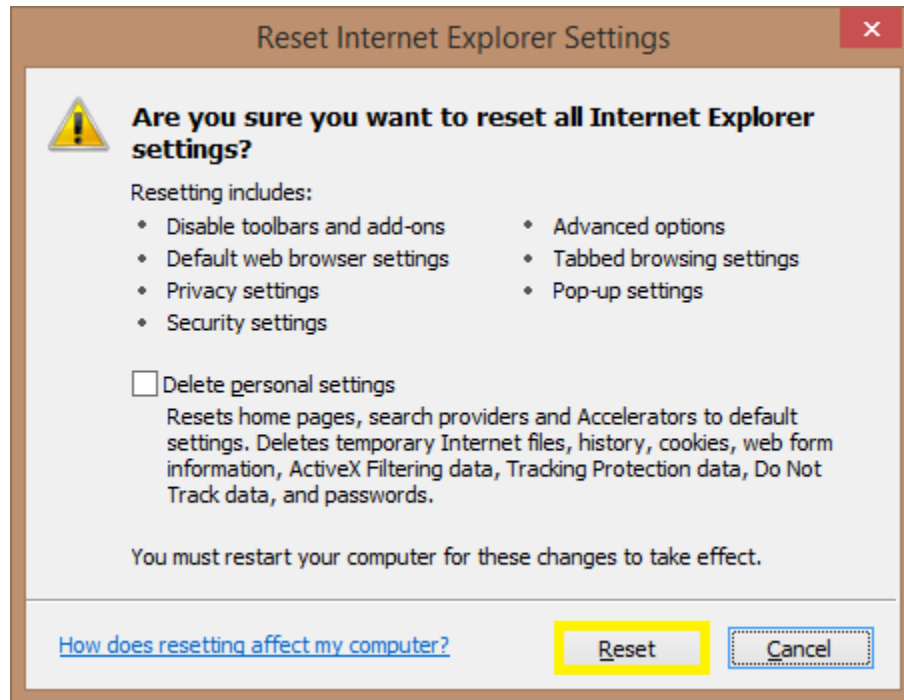 Reset Internet Explorer Settings
Are you sure you want to reset all Internet Explorer
settings?
Resetting includes:
• Disable toolbars and add-ons
• Default web browser settings
• Privacy settings
• Security settings
• Advanced options
• Tabbed browsing settings
• Pop-up settings
Delete personal settings
Resets home pages, search providers and Accelerators to default
settings. Deletes temporary Internet files, history, cookies, web form
information, ActiveX Filtering data, Tracking Protection data, Do Not
Track data, and passwords.
You must restart your computer for these changes to take effect.
How does resetting affect my computer?
Reset
Cancel